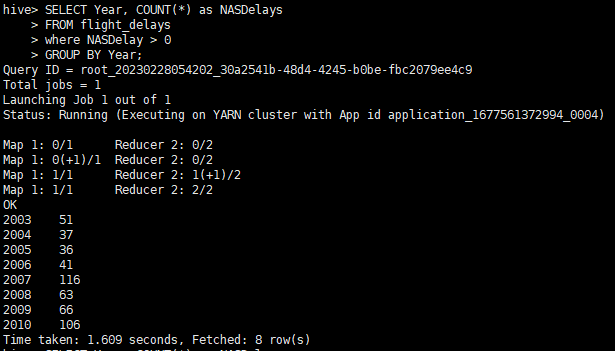 hive> SELECT Year, COUNT(*) as NASDelays
    > FROM flight_delays
    > where NASDelay > 0
    > GROUP BY Year;
Query ID = root_20230228054202_30a2541b-48d4-4245-b0be-fbc2079ee4c9
Total jobs = 1
Launching Job 1 out of 1
Status: Running (Executing on YARN cluster with App id application_1677561372994_0004)

Map 1: 0/1      Reducer 2: 0/2
Map 1: 0(+1)/1  Reducer 2: 0/2
Map 1: 1/1      Reducer 2: 1(+1)/2
Map 1: 1/1      Reducer 2: 2/2
OK
2003    51
2004    37
2005    36
2006    41
2007    116
2008    63
2009    66
2010    106
Time taken: 1.609 seconds, Fetched: 8 row(s)